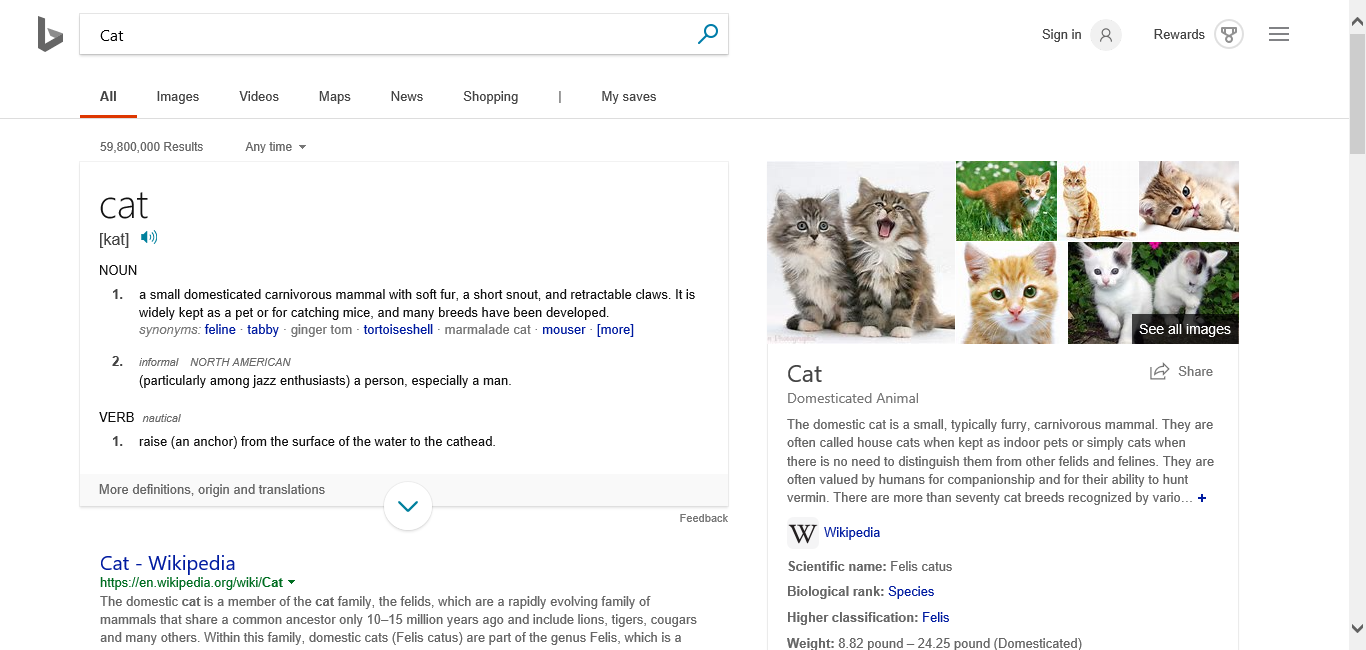 Cat
Sign in
Rewards
All
Images
Videos
Maps
News
Shopping
|
My saves
59,800,000 Results
Any time
cat
[kat]
NOUN
1. a small domesticated carnivorous mammal with soft fur, a short snout, and retractable claws. It is
widely kept as a pet or for catching mice, and many breeds have been developed.
synonyms: feline · tabby · ginger tom · tortoiseshell · marmalade cat · mouser · [more]
2. informal NORTH AMERICAN
(particularly among jazz enthusiasts) a person, especially a man.
VERB nautical
1. raise (an anchor) from the surface of the water to the cathead.
More definitions, origin and translations
Feedback
Cat - Wikipedia
https://en.wikipedia.org/wiki/Cat
The domestic cat is a member of the cat family, the felids, which are a rapidly evolving family of
mammals that share a common ancestor only 10–15 million years ago and include lions, tigers, cougars
and many others. Within this family, domestic cats (Felis catus) are part of the genus Felis, which is a
See all images
Cat
Share
Domesticated Animal
The domestic cat is a small, typically furry, carnivorous mammal. They are
often called house cats when kept as indoor pets or simply cats when
there is no need to distinguish them from other felids and felines. They are
often valued by humans for companionship and for their ability to hunt
vermin. There are more than seventy cat breeds recognized by vario… +
W Wikipedia
Scientific name: Felis catus
Biological rank: Species
Higher classification: Felis
Weight: 8.82 pound – 24.25 pound (Domesticated)